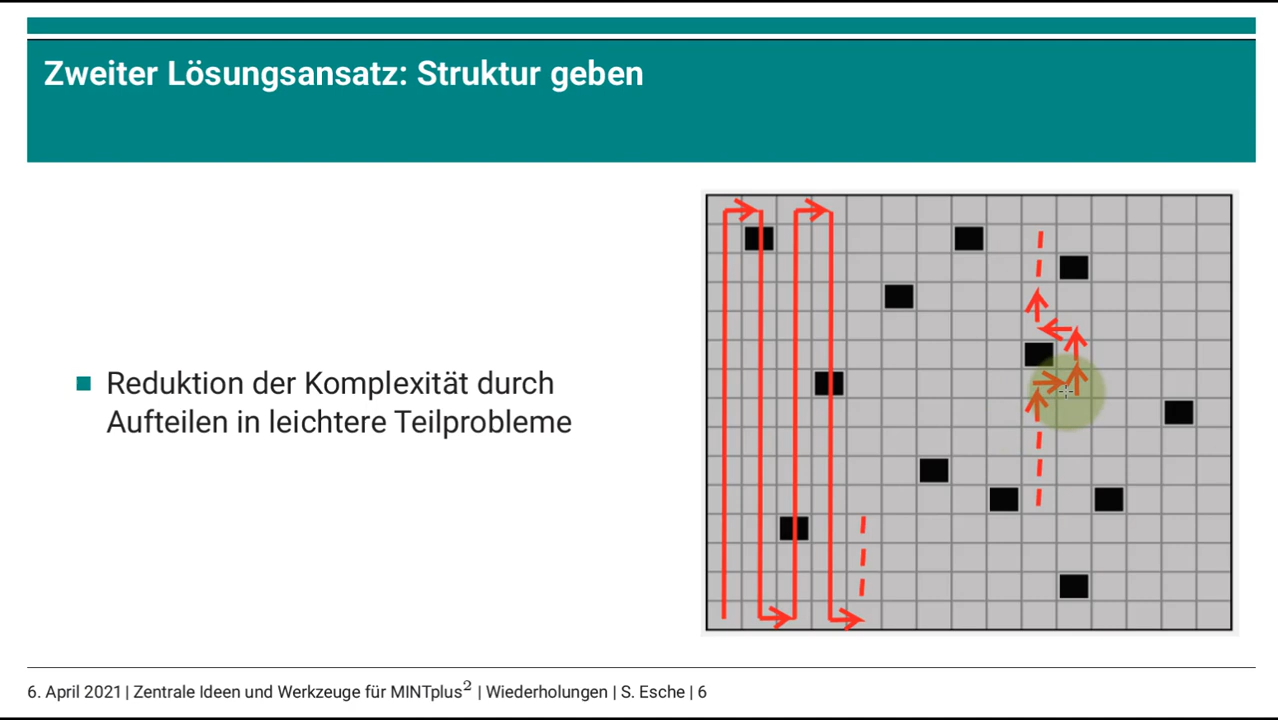 Zweiter Lösungsansatz: Struktur geben
Reduktion der Komplexität durch
Aufteilen in leichtere Teilprobleme
6. April 2021 | Zentrale Ideen und Werkzeuge für MINTplus² | Wiederholungen | S. Esche | 6